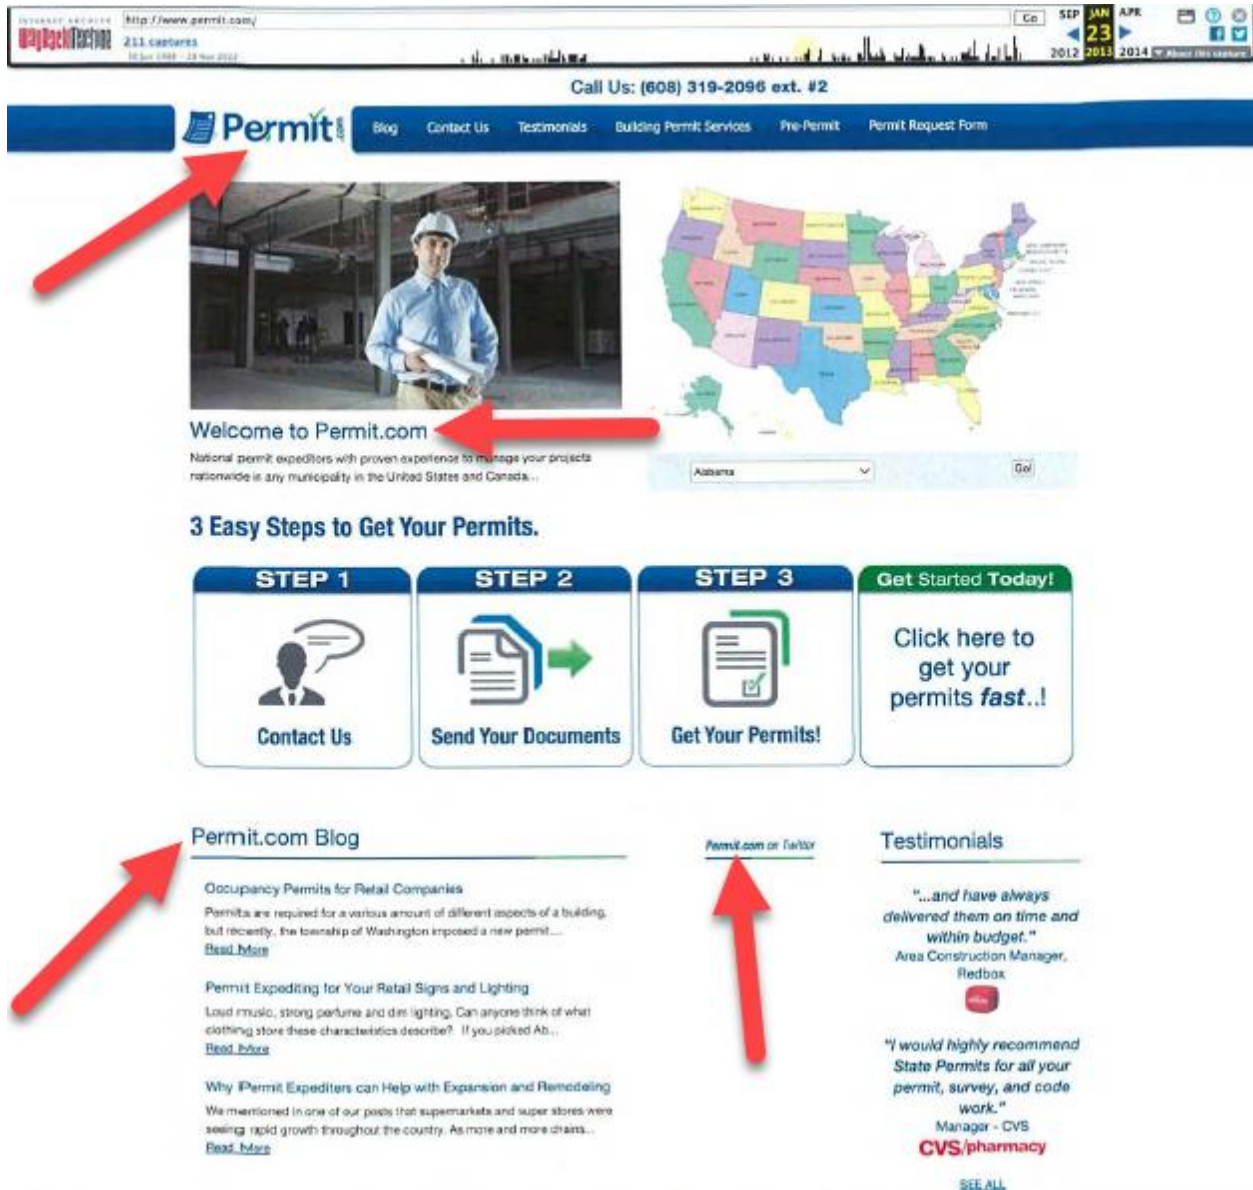 INTERNET ARCHIVE
WayBackMachine
http://www.permit.com/
Go
SEP JAN APR
23
2012 2013 2014
211 captures
About this capture
Call Us: (608) 319-2096 ext. #2
Permit.com
Blog Contact Us Testimonials Building Permit Services Pre-Permit Permit Request Form
Welcome to Permit.com
National permit expeditors with proven experience to manage your projects
nationwide in any municipality in the United States and Canada...
TEXAS
Alabama
Go!
3 Easy Steps to Get Your Permits.
STEP 1
Contact Us
STEP 2
Send Your Documents
STEP 3
Get Your Permits!
Get Started Today!
Click here to
get your
permits fast..!
Permit.com Blog
Occupancy Permits for Retail Companies
Permits are required for a various amount of different aspects of a building,
but recently, the township of Washington imposed a new permit....
Read More
Permit Expediting for Your Retail Signs and Lighting
Loud music, strong perfume and dim lighting. Can anyone think of what
clothing store these characteristics describe? If you picked Ab...
Read More
Why Permit Expediters can Help with Expansion and Remodeling
We mentioned in one of our posts that supermarkets and super stores were
seeing rapid growth throughout the country. As more and more chains...
Read More
Permit.com on Twitter
Testimonials
"...and have always
delivered them on time and
within budget."
Area Construction Manager,
Redbox
"I would highly recommend
State Permits for all your
permit, survey, and code
work."
Manager - CVS
CVS/pharmacy
SEE ALL